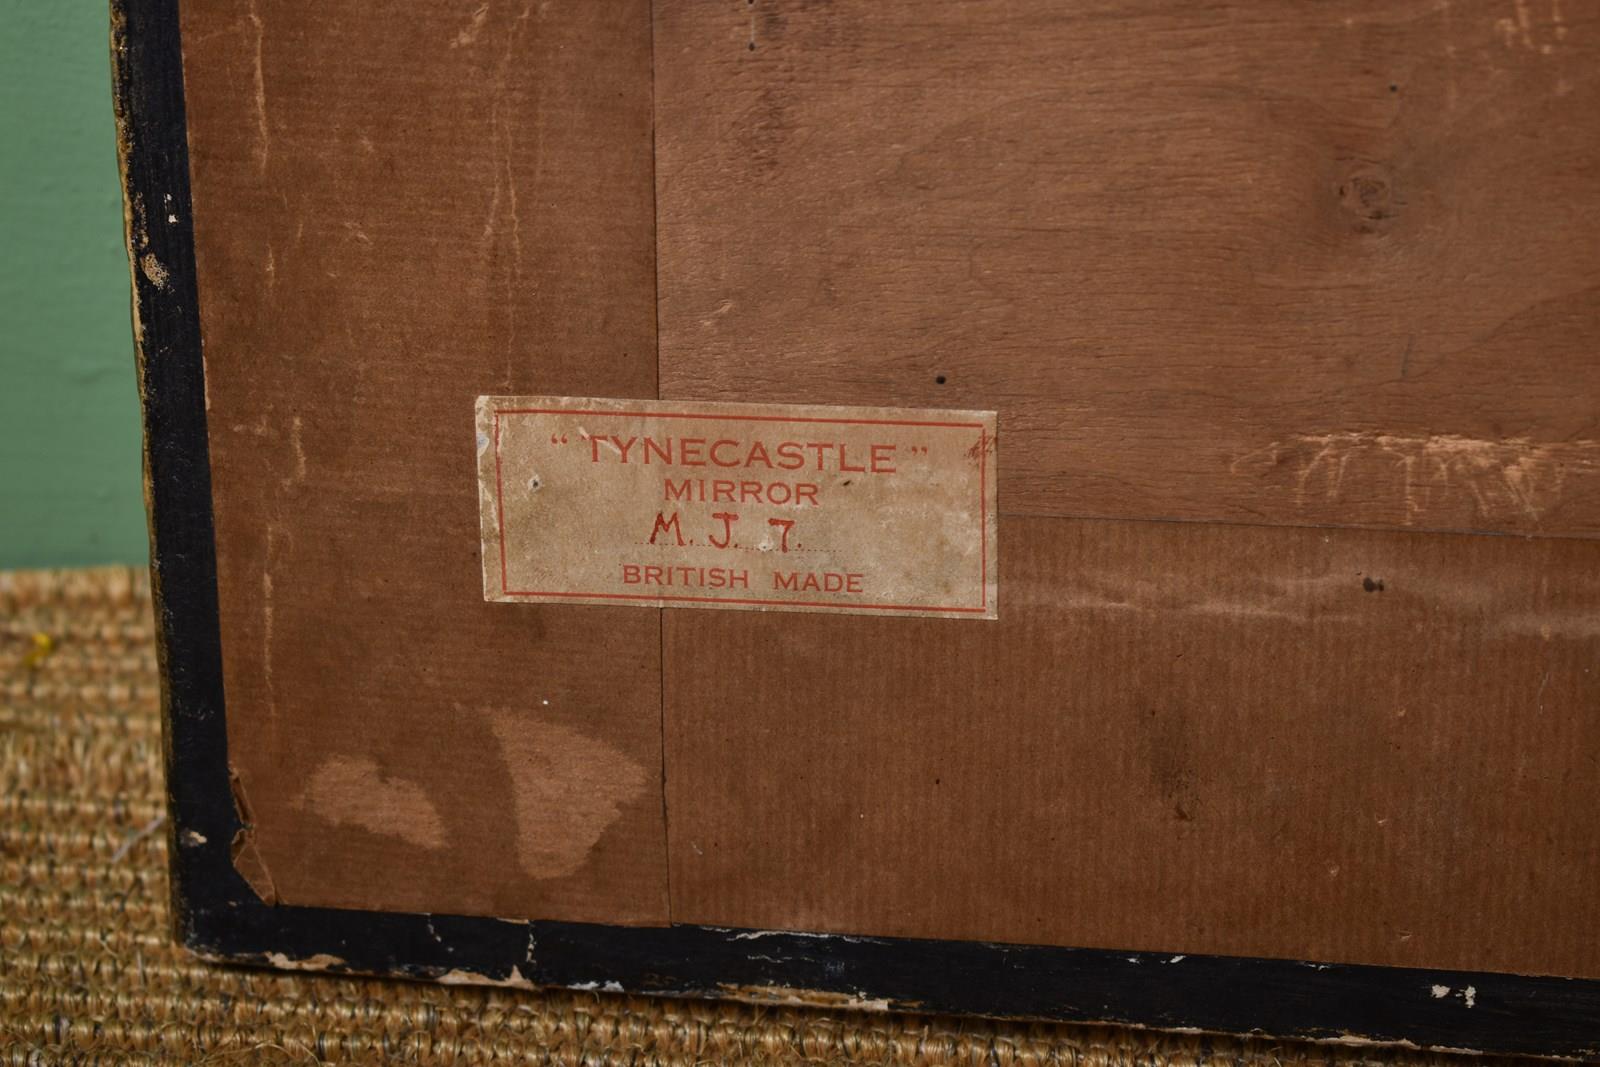 “TYNECASTLE”
MIRROR
M. J. 7.
BRITISH MADE